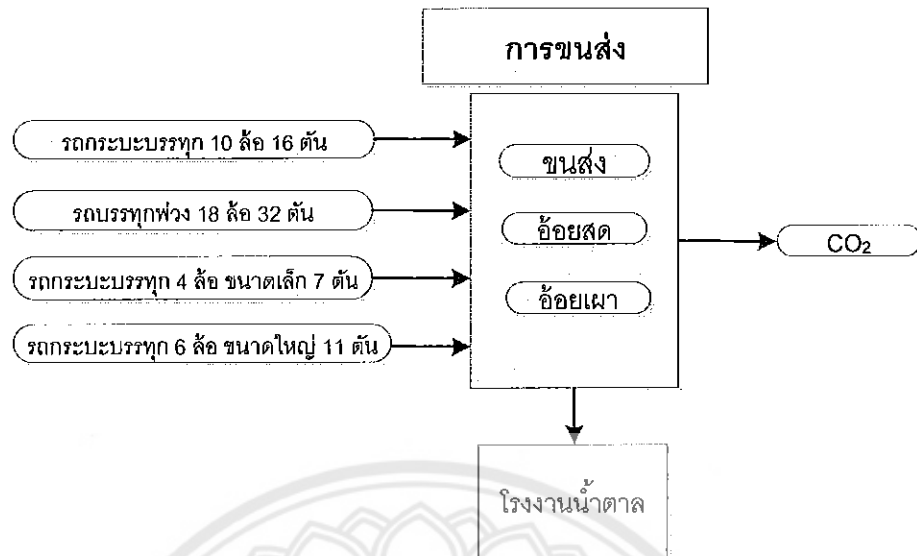 การขนส่ง
รถกระบะบรรทุก 10 ล้อ 16 ตัน
รถบรรทุกพ่วง 18 ล้อ 32 ตัน
รถกระบะบรรทุก 4 ล้อ ขนาดเล็ก 7 ตัน
รถกระบะบรรทุก 6 ล้อ ขนาดใหญ่ 11 ตัน
ขนส่ง
อ้อยสด
อ้อยเผา
CO₂
โรงงานน้ำตาล